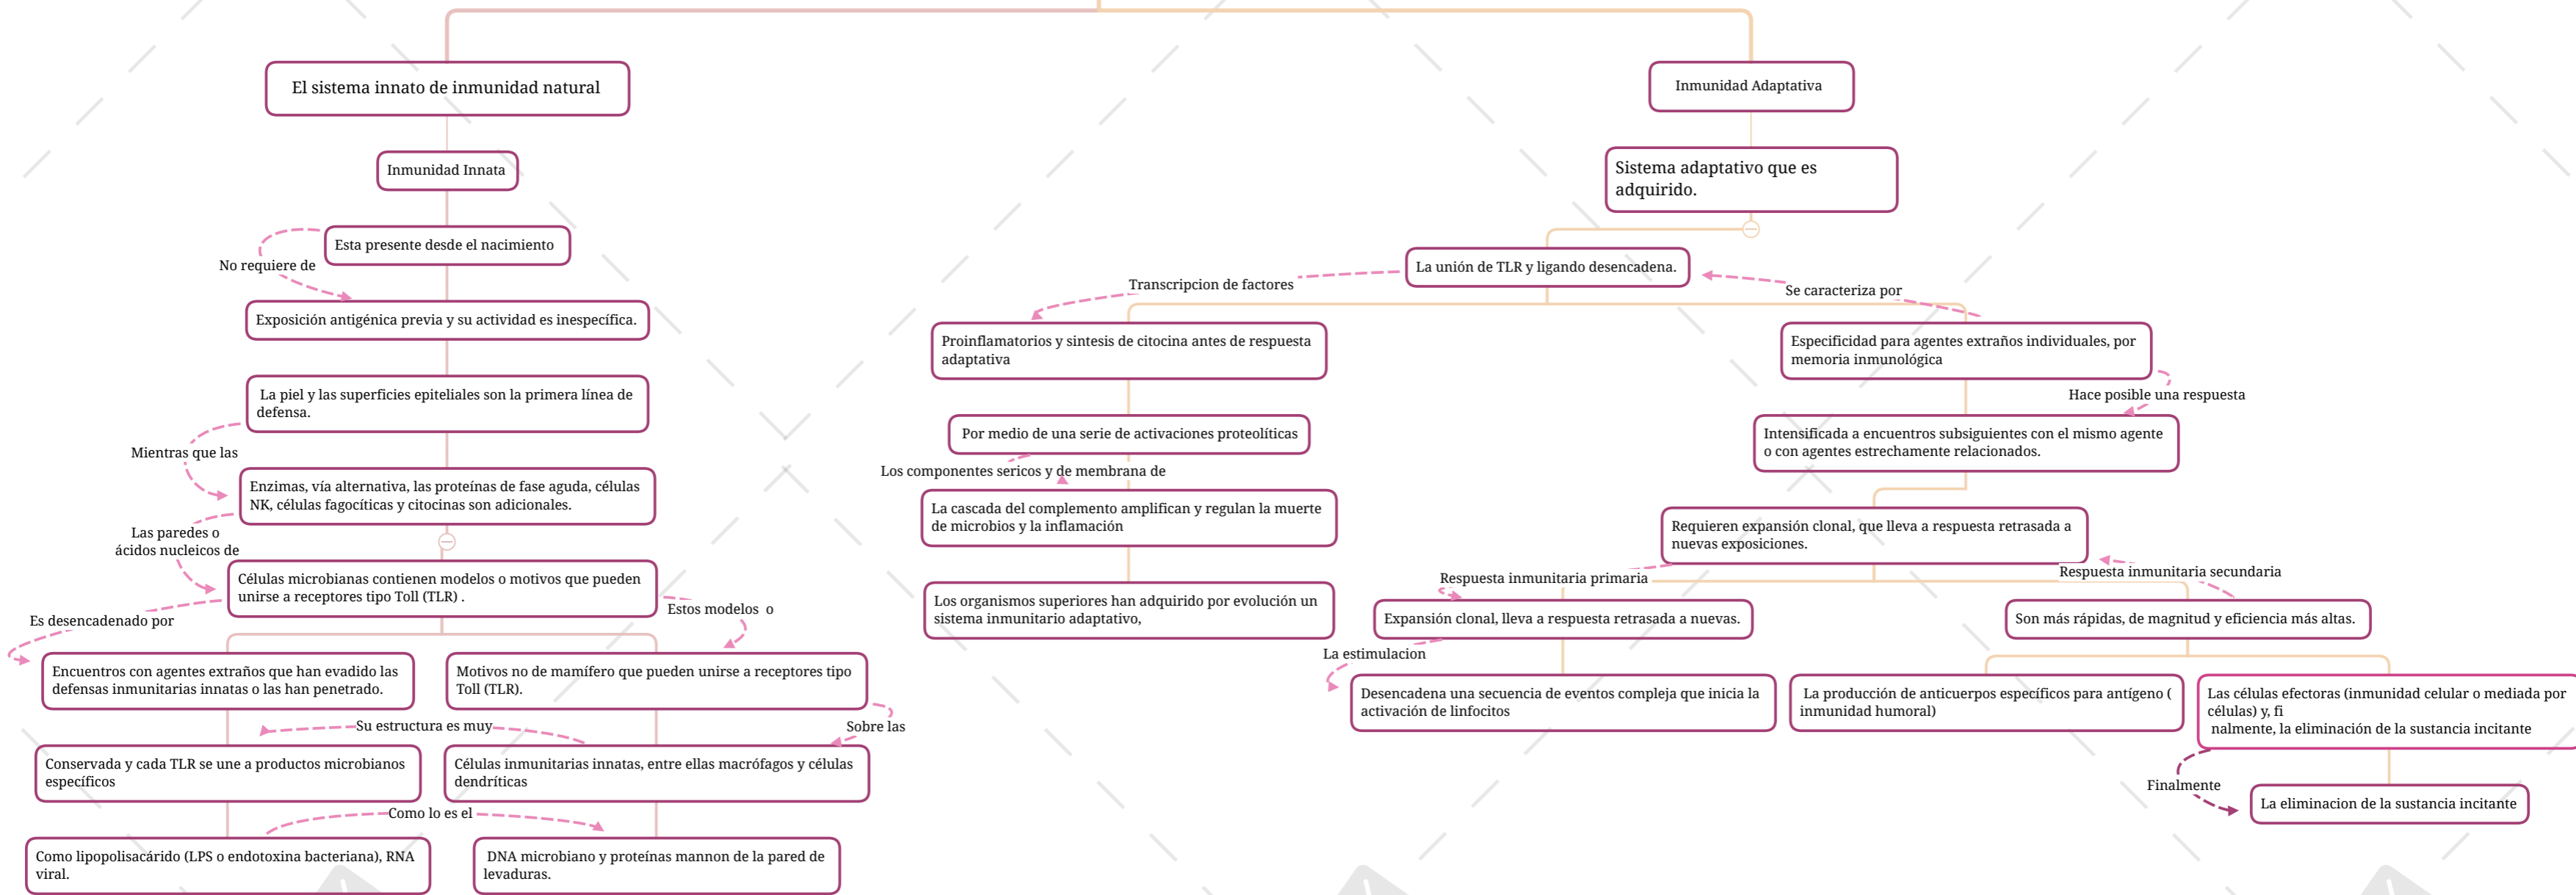 El sistema innato de inmunidad natural
Inmunidad Innata
Esta presente desde el nacimiento
No requiere de
Exposición antigénica previa y su actividad es inespecífica.
La piel y las superficies epiteliales son la primera línea de
defensa.
Mientras que las
Enzimas, vía alternativa, las proteínas de fase aguda, células
NK, células fagocíticas y citocinas son adicionales.
Las paredes o
ácidos nucleicos de
Células microbianas contienen modelos o motivos que pueden
unirse a receptores tipo Toll (TLR) .
Es desencadenado por
Estos modelos o
Encuentros con agentes extraños que han evadido las
defensas inmunitarias innatas o las han penetrado.
Motivos no de mamífero que pueden unirse a receptores tipo
Toll (TLR).
Su estructura es muy
Sobre las
Conservada y cada TLR se une a productos microbianos
específicos
Células inmunitarias innatas, entre ellas macrófagos y células
dendríticas
Como lo es el
Como lipopolisacárido (LPS o endotoxina bacteriana), RNA
viral.
DNA microbiano y proteínas mannon de la pared de
levaduras.
Inmunidad Adaptativa
Sistema adaptativo que es
adquirido.
La unión de TLR y ligando desencadena.
Transcripcion de factores
Se caracteriza por
Proinflamatorios y sintesis de citocina antes de respuesta
adaptativa
Por medio de una serie de activaciones proteolíticas
Los componentes sericos y de membrana de
La cascada del complemento amplifican y regulan la muerte
de microbios y la inflamación
Los organismos superiores han adquirido por evolución un
sistema inmunitario adaptativo,
Especificidad para agentes extraños individuales, por
memoria inmunológica
Hace posible una respuesta
Intensificada a encuentros subsiguientes con el mismo agente
o con agentes estrechamente relacionados.
Requieren expansión clonal, que lleva a respuesta retrasada a
nuevas exposiciones.
Respuesta inmunitaria primaria
Respuesta inmunitaria secundaria
Expansión clonal, lleva a respuesta retrasada a nuevas.
Son más rápidas, de magnitud y eficiencia más altas.
La estimulacion
Desencadena una secuencia de eventos compleja que inicia la
activación de linfocitos
La producción de anticuerpos específicos para antígeno (
inmunidad humoral)
Las células efectoras (inmunidad celular o mediada por
células) y, fi
nalmente, la eliminación de la sustancia incitante
Finalmente
La eliminacion de la sustancia incitante